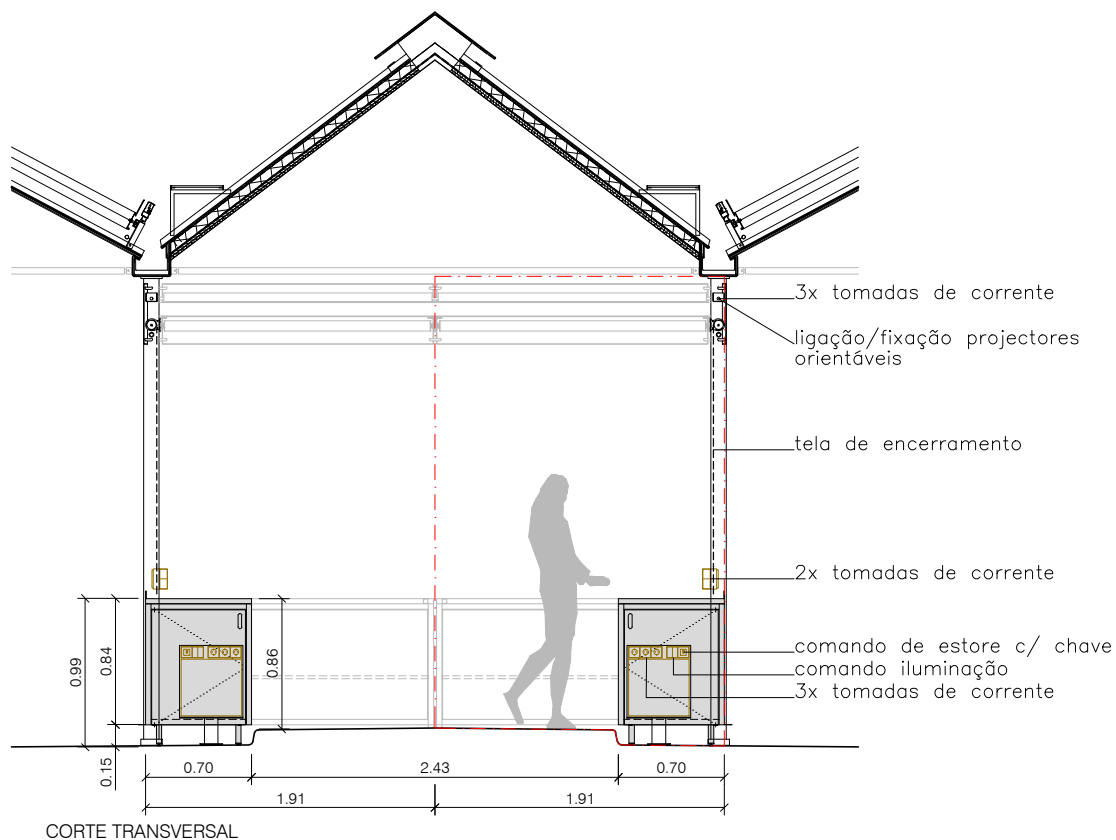 3x tomadas de corrente
ligação/fixação projectores
orientáveis
tela de encerramento
2x tomadas de corrente
comando de estore c/ chave
comando iluminação
3x tomadas de corrente
0.99
0.84
0.86
0.15
0.70
2.43
0.70
1.91
1.91
CORTE TRANSVERSAL